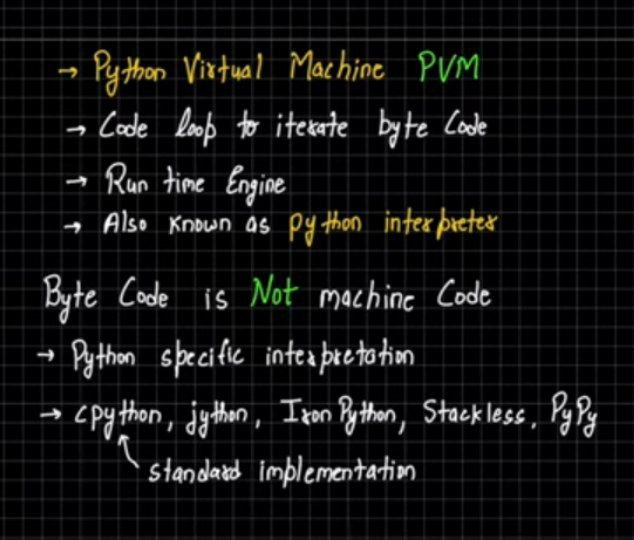 → Python Virtual Machine PVM
→ Code loop to iterate byte Code
→ Run time Engine
→ Also known as python interpreter
Byte Code is Not machine Code
→ Python specific interpretation
→ cpython, jython, Iron Python, Stackless, PyPy
standard implementation